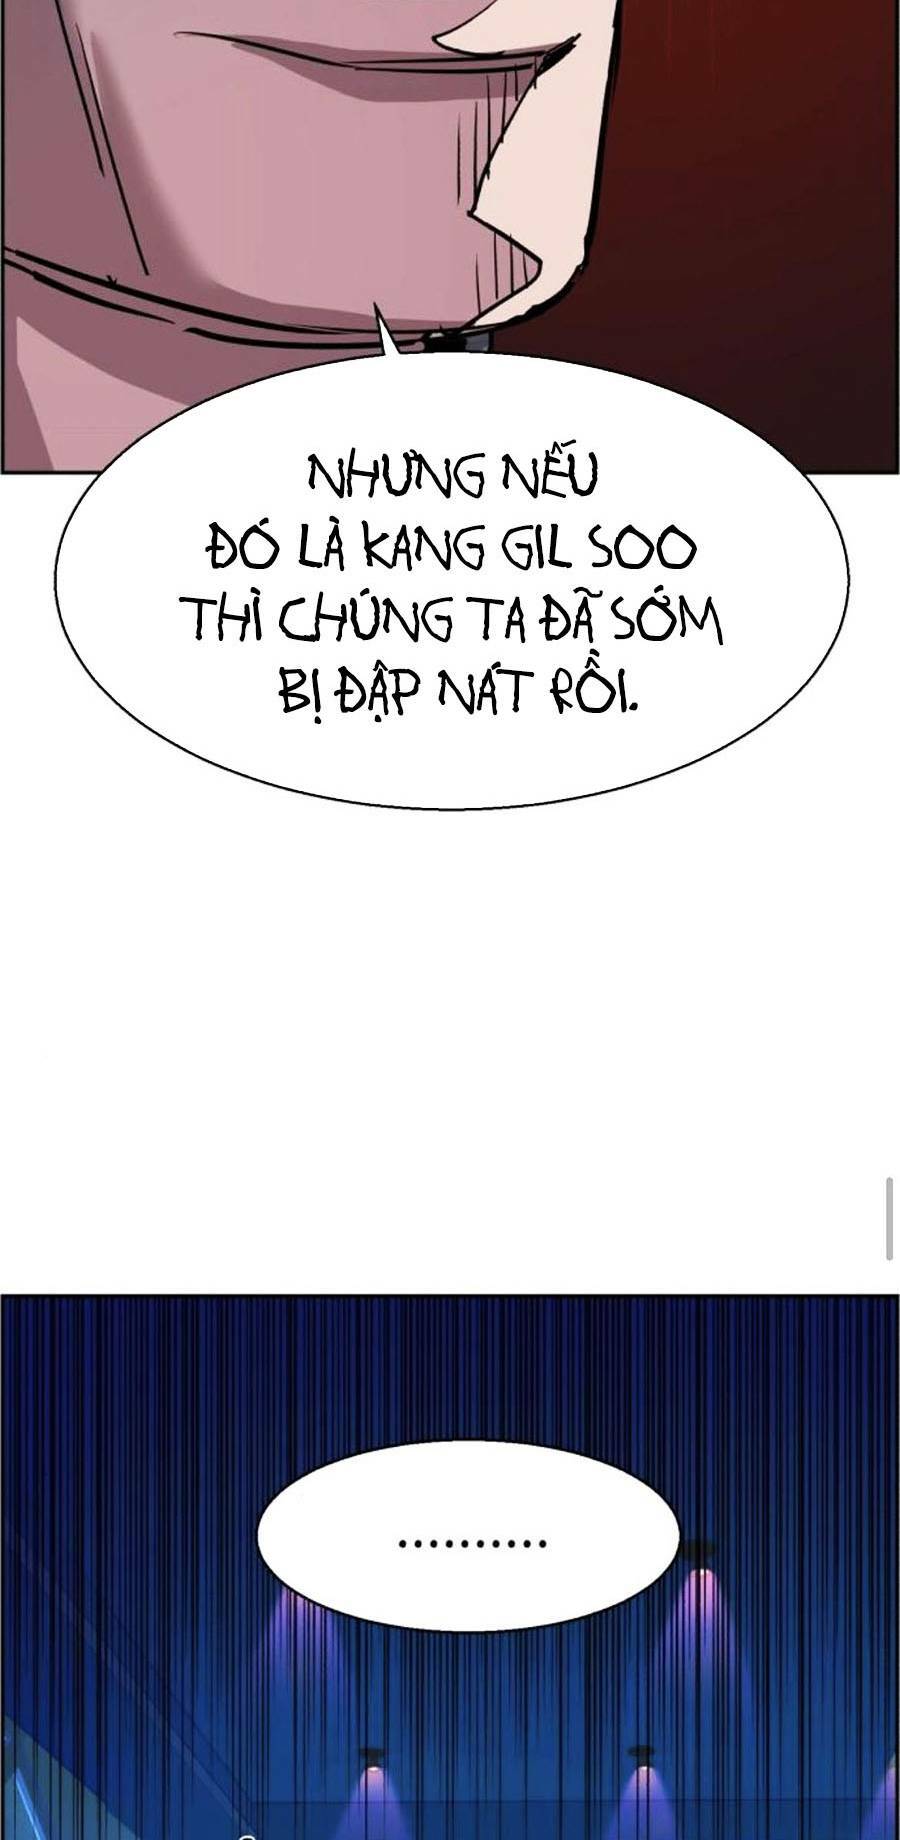 NHƯNG NẾU
ĐÓ LÀ KANG GIL SOO
THÌ CHÚNG TA ĐÃ SỚM
BỊ ĐẬP NÁT RỒI.
..........